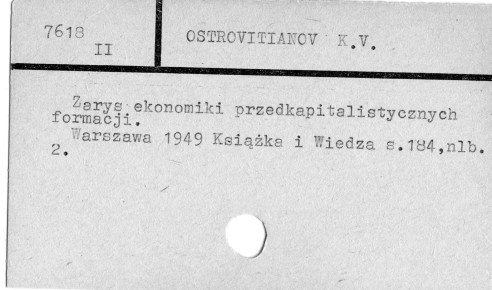 7618
II
OSTROVITIANOV K.V.
Zarys ekonomiki przedkapitalistycznych
formacji.
Warszawa 1949 Książka i Wiedza s.184,nlb.
2.